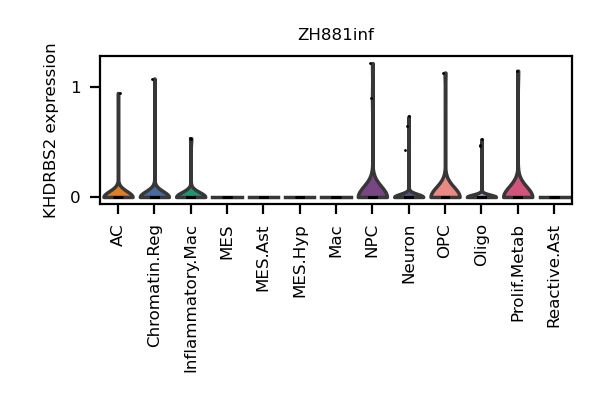 ZH881inf
KHDRBS2 expression
1
0
AC
Chromatin.Reg
Inflammatory.Mac
MES
MES.Ast
MES.Hyp
Mac
NPC
Neuron
OPC
Oligo
Prolif.Metab
Reactive.Ast